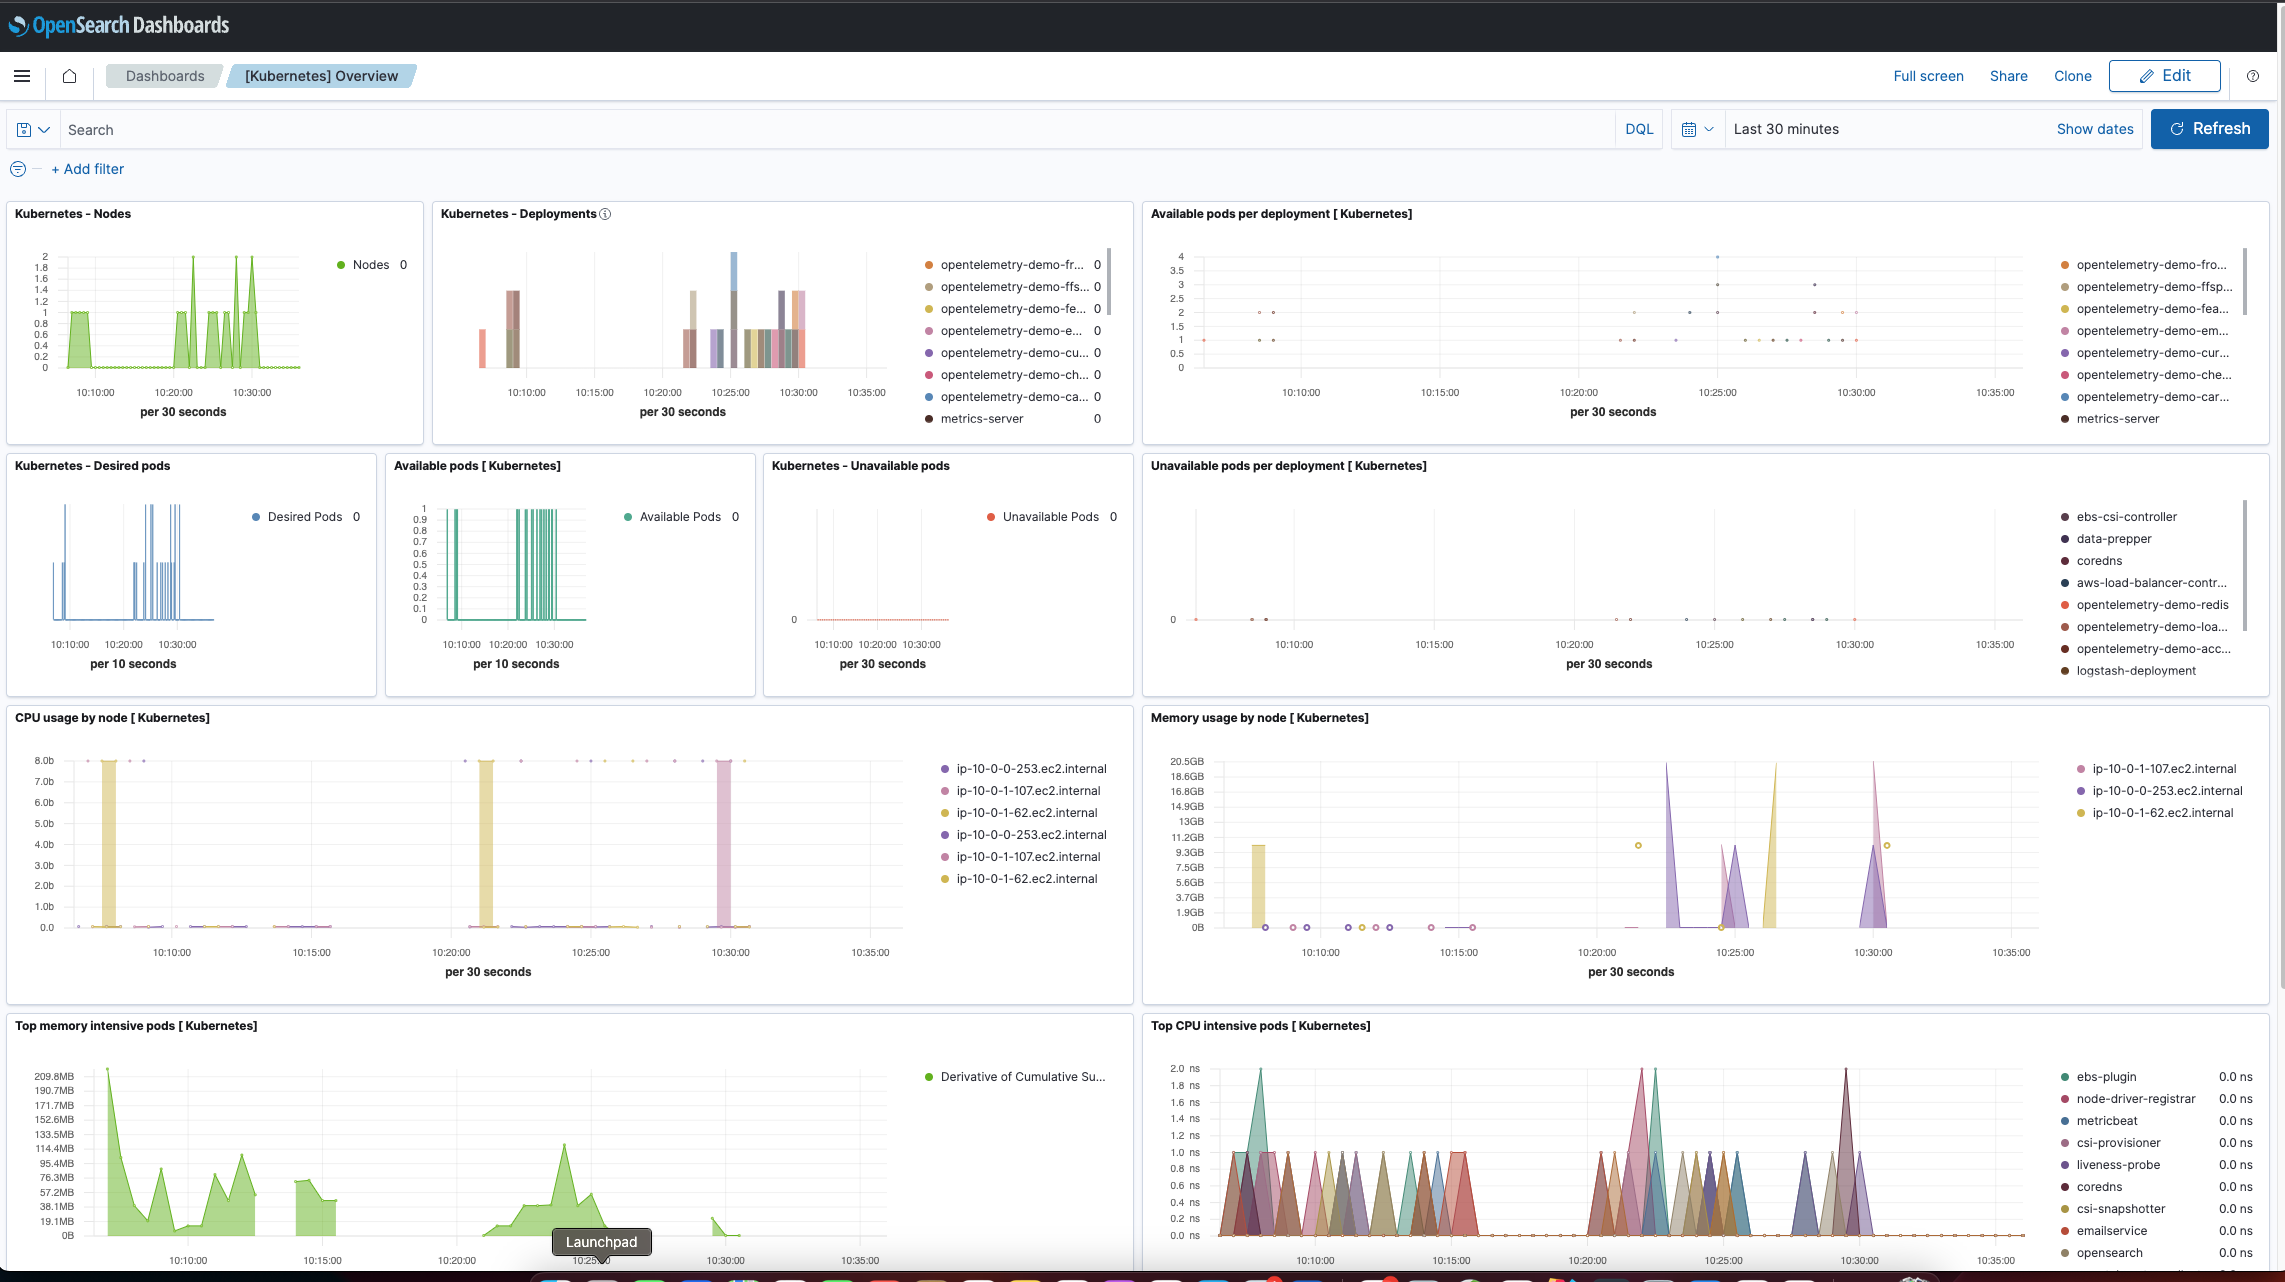 OpenSearch Dashboards
Dashboards
[Kubernetes] Overview
Full screen
Share
Clone
Edit
Search
DQL
Last 30 minutes
Show dates
Refresh
+ Add filter
Kubernetes - Nodes
2
1.8
1.6
1.4
1.2
1
0.8
0.6
0.4
0.2
0
10:10:00 10:20:00 10:30:00
per 30 seconds
Nodes 0
Kubernetes - Deployments
10:10:00 10:15:00 10:20:00 10:25:00 10:30:00 10:35:00
per 30 seconds
opentelemetry-demo-fr... 0
opentelemetry-demo-ffs... 0
opentelemetry-demo-fe... 0
opentelemetry-demo-e... 0
opentelemetry-demo-cu... 0
opentelemetry-demo-ch... 0
opentelemetry-demo-ca... 0
metrics-server 0
Available pods per deployment [ Kubernetes]
4
3.5
3
2.5
2
1.5
1
0.5
0
10:10:00 10:15:00 10:20:00 10:25:00 10:30:00 10:35:00
per 30 seconds
opentelemetry-demo-fro...
opentelemetry-demo-ffsp...
opentelemetry-demo-fea...
opentelemetry-demo-em...
opentelemetry-demo-cur...
opentelemetry-demo-che...
opentelemetry-demo-car...
metrics-server
Kubernetes - Desired pods
10:10:00 10:20:00 10:30:00
per 10 seconds
Desired Pods 0
Available pods [ Kubernetes]
1
0.9
0.8
0.7
0.6
0.5
0.4
0.3
0.2
0.1
0
10:10:00 10:20:00 10:30:00
per 10 seconds
Available Pods 0
Kubernetes - Unavailable pods
0
10:10:00 10:20:00 10:30:00
per 30 seconds
Unavailable Pods 0
Unavailable pods per deployment [ Kubernetes]
0
10:10:00 10:15:00 10:20:00 10:25:00 10:30:00 10:35:00
per 30 seconds
ebs-csi-controller
data-prepper
coredns
aws-load-balancer-contr...
opentelemetry-demo-redis
opentelemetry-demo-loa...
opentelemetry-demo-acc...
logstash-deployment
CPU usage by node [ Kubernetes]
8.0b
7.0b
6.0b
5.0b
4.0b
3.0b
2.0b
1.0b
0.0
10:10:00 10:15:00 10:20:00 10:25:00 10:30:00 10:35:00
per 30 seconds
ip-10-0-0-253.ec2.internal
ip-10-0-1-107.ec2.internal
ip-10-0-1-62.ec2.internal
ip-10-0-0-253.ec2.internal
ip-10-0-1-107.ec2.internal
ip-10-0-1-62.ec2.internal
Memory usage by node [ Kubernetes]
20.5GB
18.6GB
16.8GB
14.9GB
13GB
11.2GB
9.3GB
7.5GB
5.6GB
3.7GB
1.9GB
0B
10:10:00 10:15:00 10:20:00 10:25:00 10:30:00 10:35:00
per 30 seconds
ip-10-0-1-107.ec2.internal
ip-10-0-0-253.ec2.internal
ip-10-0-1-62.ec2.internal
Top memory intensive pods [ Kubernetes]
209.8MB
190.7MB
171.7MB
152.6MB
133.5MB
114.4MB
95.4MB
76.3MB
57.2MB
38.1MB
19.1MB
0B
10:10:00 10:15:00 10:20:00 10:25:00 10:30:00 10:35:00
Derivative of Cumulative Su...
Launchpad
Top CPU intensive pods [ Kubernetes]
2.0 ns
1.8 ns
1.6 ns
1.4 ns
1.2 ns
1.0 ns
0.8 ns
0.6 ns
0.4 ns
0.2 ns
0.0 ns
10:10:00 10:15:00 10:20:00 10:25:00 10:30:00 10:35:00
ebs-plugin 0.0 ns
node-driver-registrar 0.0 ns
metricbeat 0.0 ns
csi-provisioner 0.0 ns
liveness-probe 0.0 ns
coredns 0.0 ns
csi-snapshotter 0.0 ns
emailservice 0.0 ns
opensearch 0.0 ns